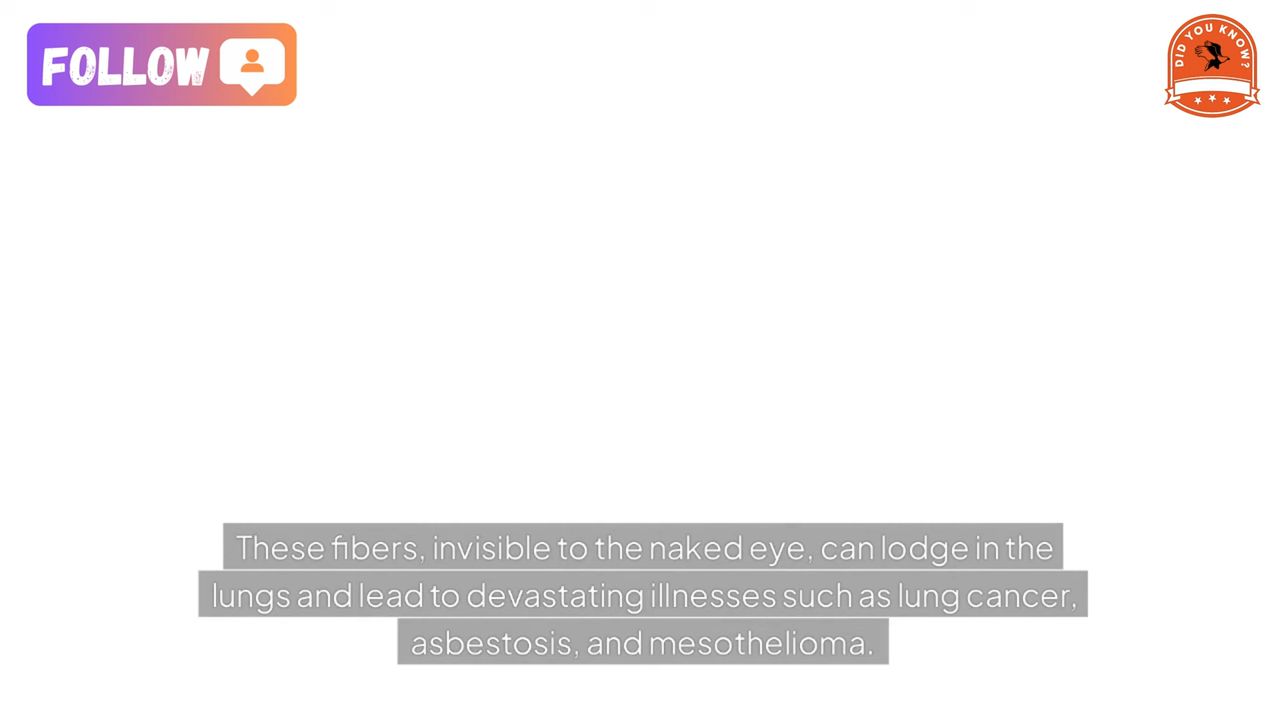 FOLLOW
DID YOU KNOW?
These fibers, invisible to the naked eye, can lodge in the
lungs and lead to devastating illnesses such as lung cancer,
asbestosis, and mesothelioma.